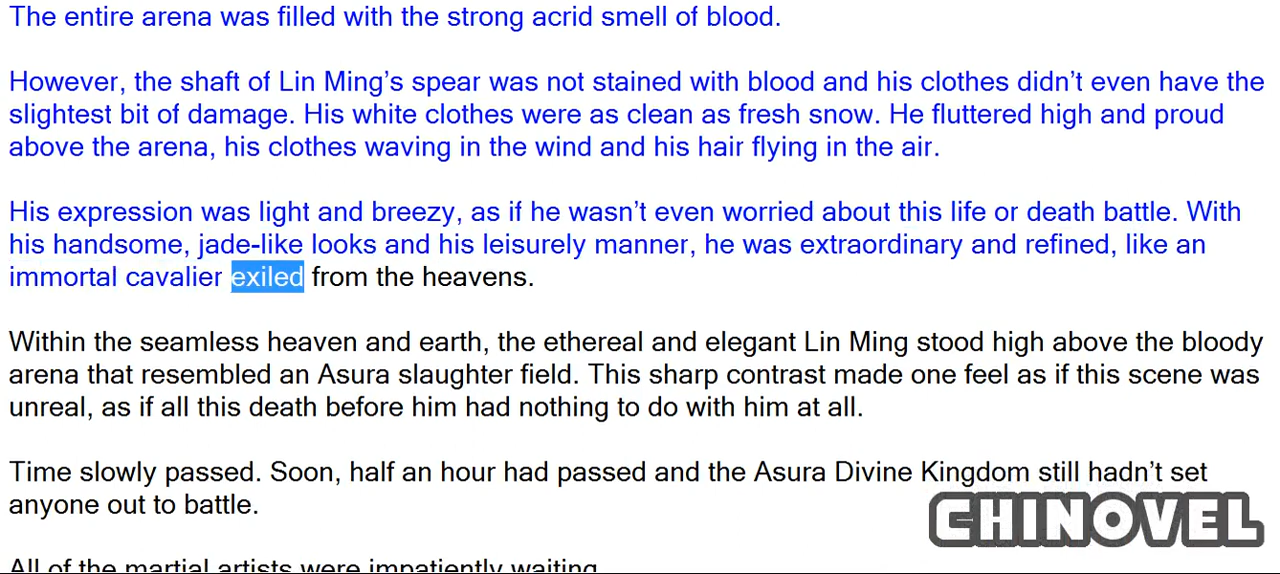 The entire arena was filled with the strong acrid smell of blood.
However, the shaft of Lin Ming’s spear was not stained with blood and his clothes didn’t even have the
slightest bit of damage. His white clothes were as clean as fresh snow. He fluttered high and proud
above the arena, his clothes waving in the wind and his hair flying in the air.
His expression was light and breezy, as if he wasn’t even worried about this life or death battle. With
his handsome, jade-like looks and his leisurely manner, he was extraordinary and refined, like an
immortal cavalier exiled from the heavens.
Within the seamless heaven and earth, the ethereal and elegant Lin Ming stood high above the bloody
arena that resembled an Asura slaughter field. This sharp contrast made one feel as if this scene was
unreal, as if all this death before him had nothing to do with him at all.
Time slowly passed. Soon, half an hour had passed and the Asura Divine Kingdom still hadn’t set
anyone out to battle.
CHINOVEL
All of the martial artists were impatiently waiting.